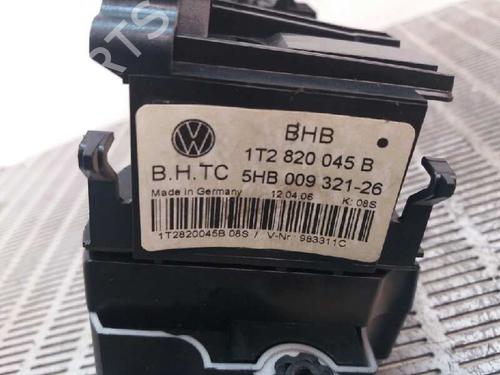 BHB
1T2 820 045 B
B.H.TC 5HB 009 321-26
Made in Germany 12.04.06 K: 08S
1T2820045B 08S / V-Nr. 983311C